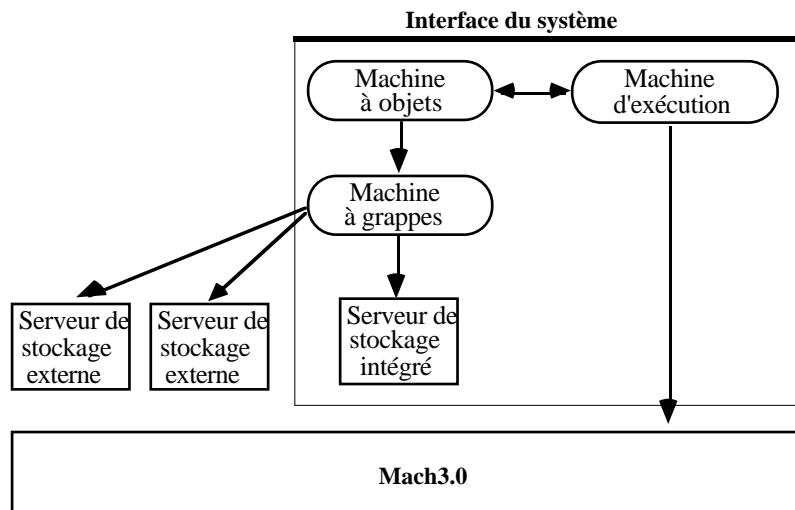 Interface du système
Machine
à objets
Machine
d'exécution
Machine
à grappes
Serveur de
stockage
externe
Serveur de
stockage
externe
Serveur de
stockage
intégré
Mach3.0